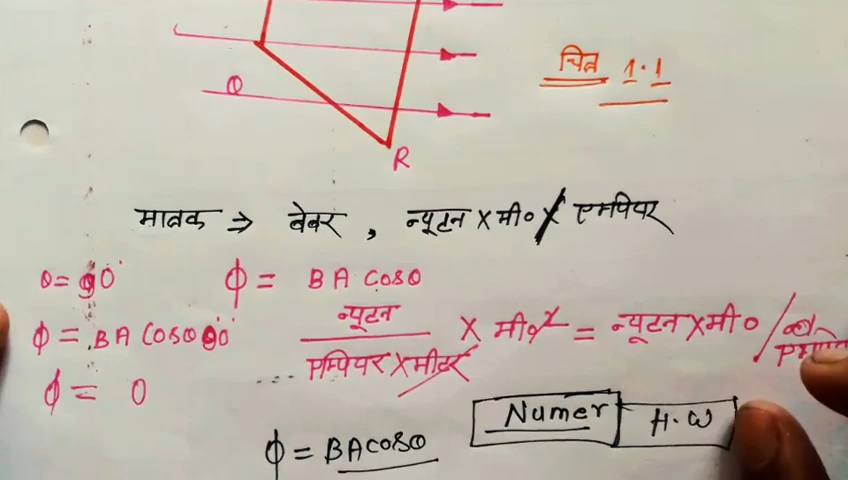 चित्र 1.1
Q
R
मात्रक ⇒ वेबर , न्यूटन X मी० / एम्पियर
θ = 90°
ϕ = BA COSθ
ϕ = BA COSθ 90°
न्यूटन
एम्पियर X मीटर
X मी०² = न्यूटन X मी० /
ϕ = 0
Numer
H.W
ϕ = BACOSθ